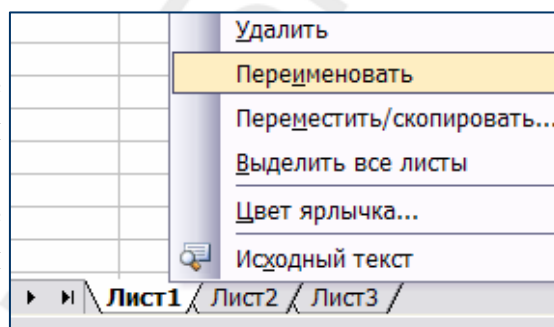 Удалить
Переименовать
Переместить/скопировать...
Выделить все листы
Цвет ярлычка...
Исходный текст
Лист1 Лист2 Лист3